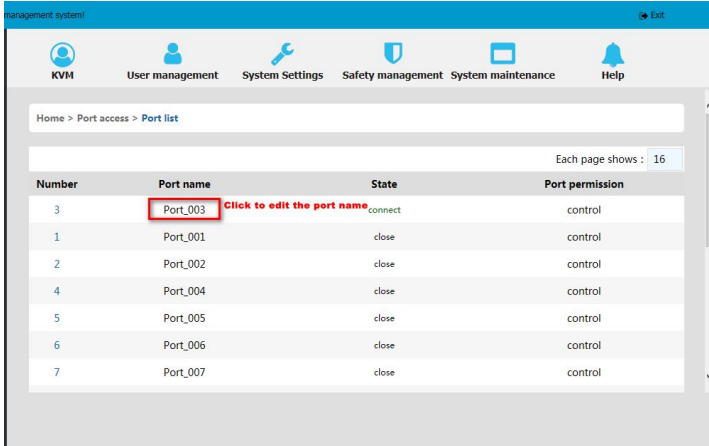 management system!
Exit
KVM User management System Settings Safety management System maintenance Help
Home > Port access > Port list
Each page shows : 16
Number Port name State Port permission
3 Port_003 Click to edit the port name connect control
1 Port_001 close control
2 Port_002 close control
4 Port_004 close control
5 Port_005 close control
6 Port_006 close control
7 Port_007 close control